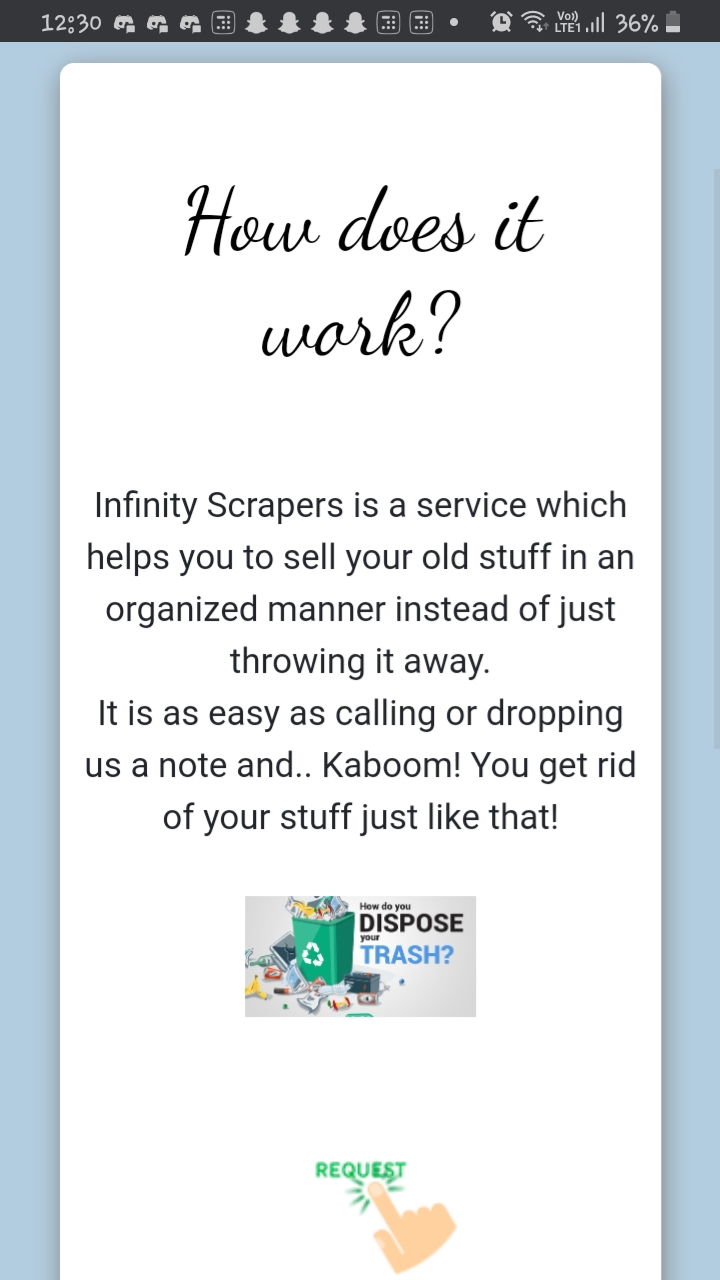 12:30
Vo)) LTE1 36%
How does it
work?
Infinity Scrapers is a service which
helps you to sell your old stuff in an
organized manner instead of just
throwing it away.
It is as easy as calling or dropping
us a note and.. Kaboom! You get rid
of your stuff just like that!
How do you
DISPOSE
your
TRASH?
REQUEST